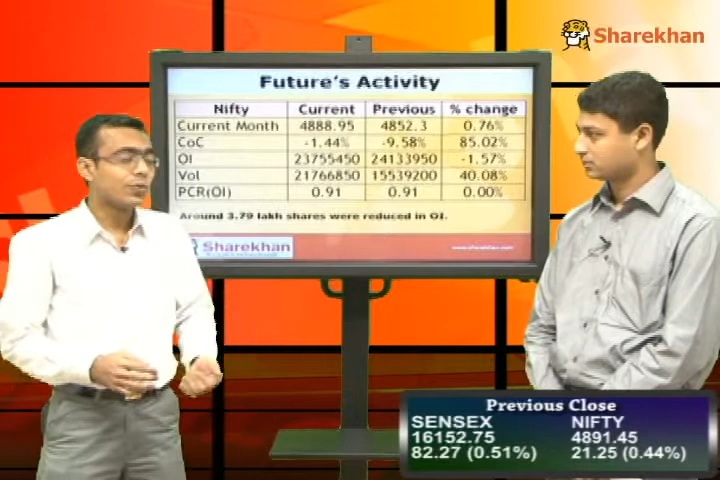 Sharekhan
Future's Activity
Nifty Current Previous % change
Current Month 4888.95 4852.3 0.76%
CoC -1.44% -9.58% 85.02%
OI 23755450 24133950 -1.57%
Vol 21766850 15539200 40.08%
PCR(OI) 0.91 0.91 0.00%
Around 3.79 lakh shares were reduced in OI.
Sharekhan
www.sharekhan.com
Previous Close
SENSEX NIFTY
16152.75 4891.45
82.27 (0.51%) 21.25 (0.44%)